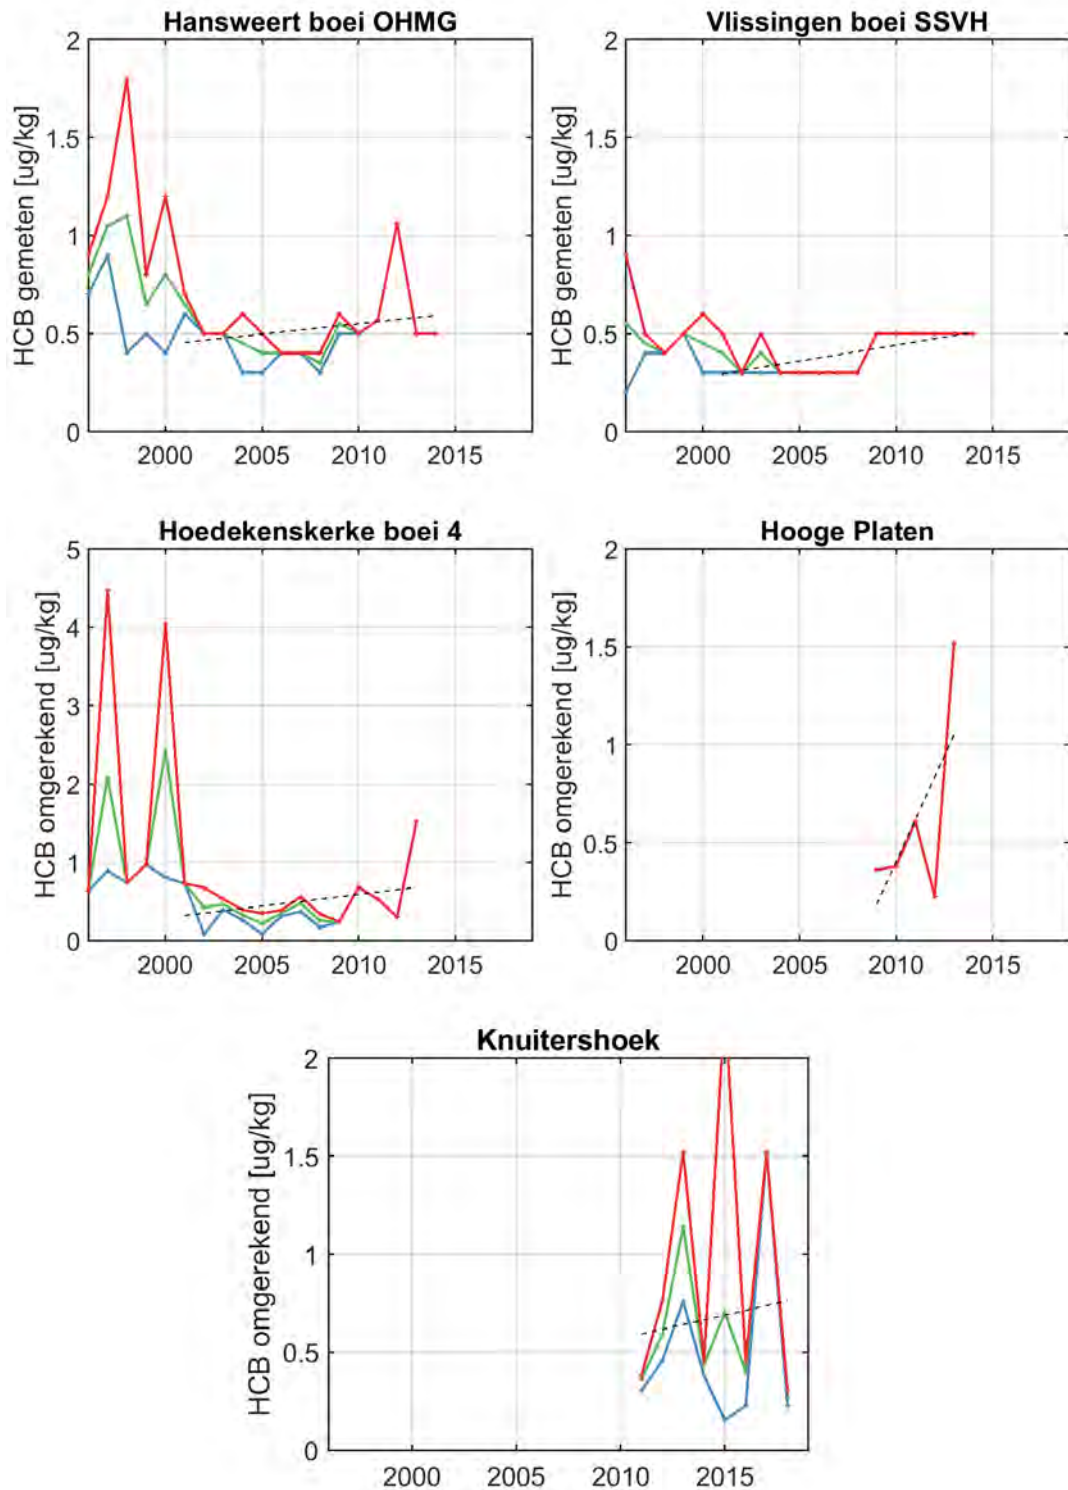 Hansweert boei OHMG
HCB gemeten [ug/kg]
2
1.5
1
0.5
0
2000 2005 2010 2015
Vlissingen boei SSVH
HCB gemeten [ug/kg]
2
1.5
1
0.5
0
2000 2005 2010 2015
Hoedekenskerke boei 4
HCB omgerekend [ug/kg]
5
4
3
2
1
0
2000 2005 2010 2015
Hooge Platen
HCB omgerekend [ug/kg]
2
1.5
1
0.5
0
2000 2005 2010 2015
Knuitershoek
HCB omgerekend [ug/kg]
2
1.5
1
0.5
0
2000 2005 2010 2015